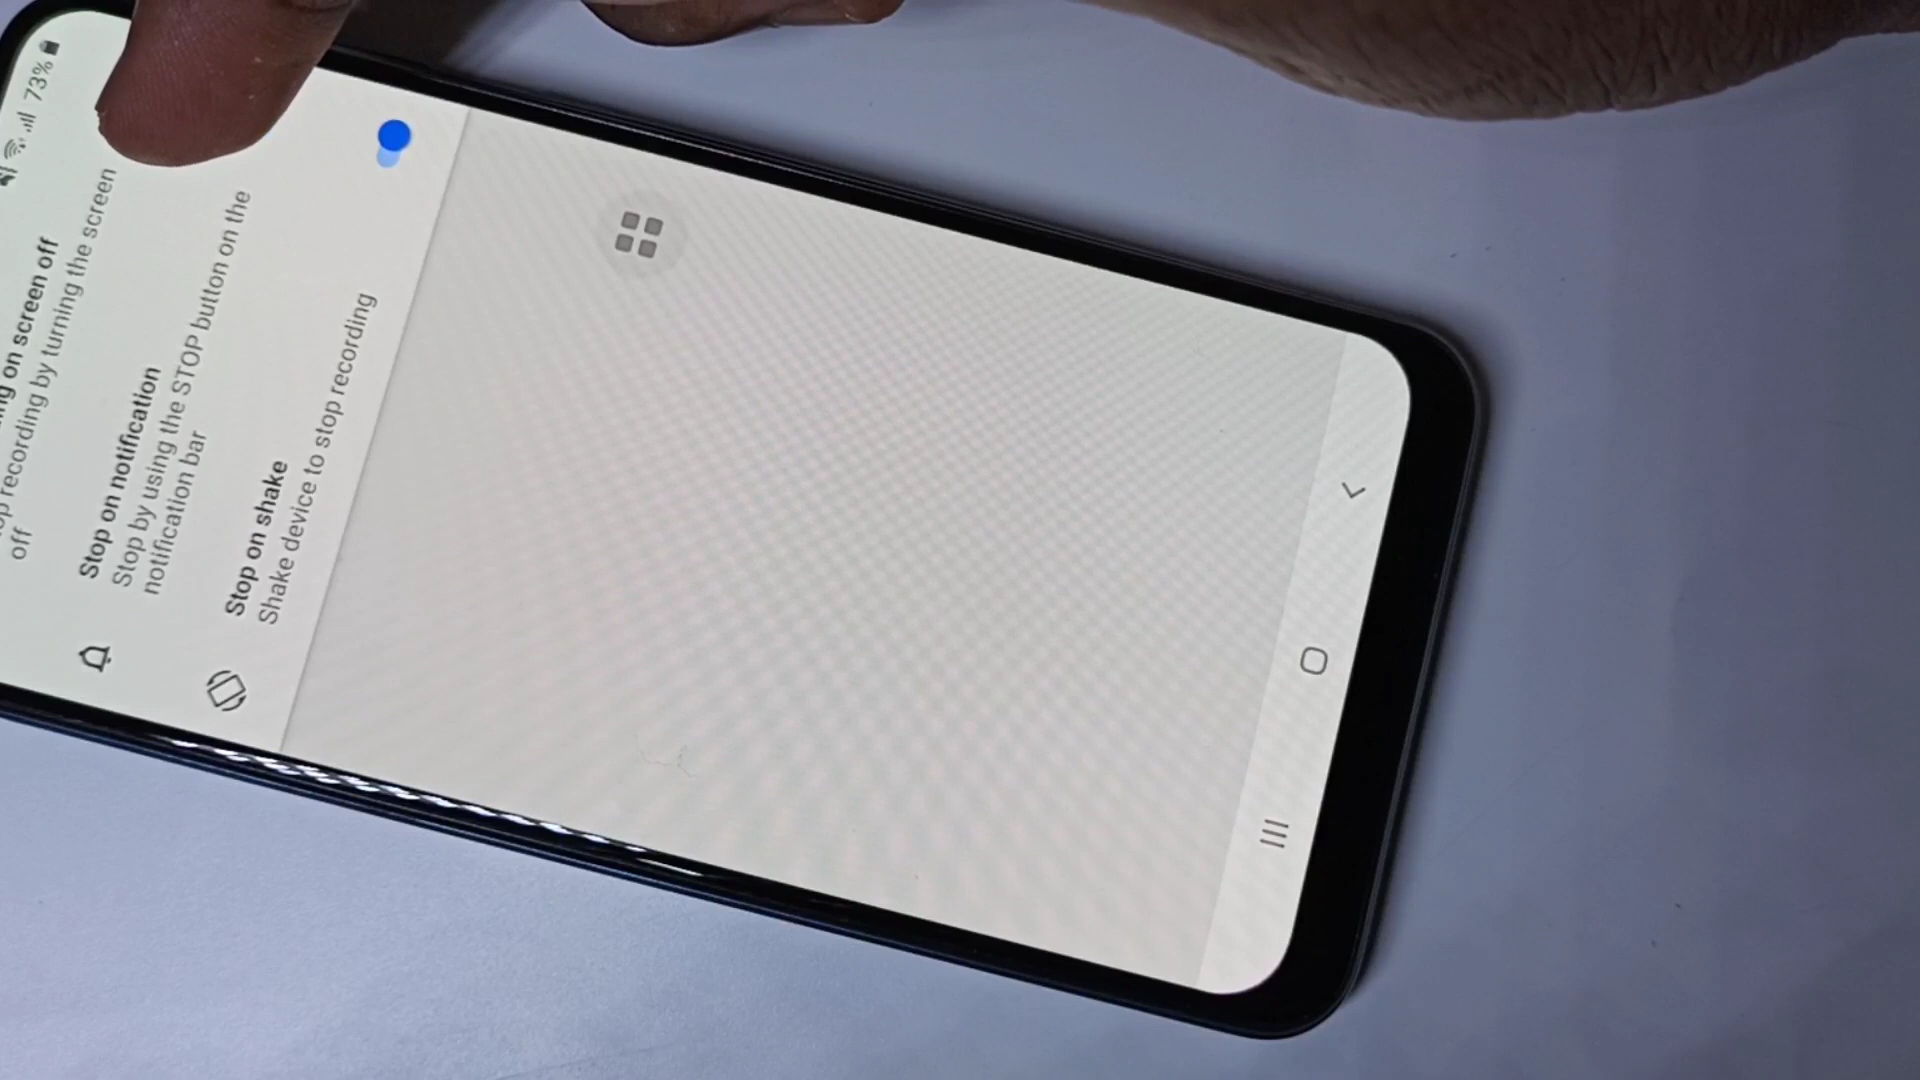 73%
on screen off
recording by turning the screen
off
Stop on notification
Stop by using the STOP button on the
notification bar
Stop on shake
Shake device to stop recording